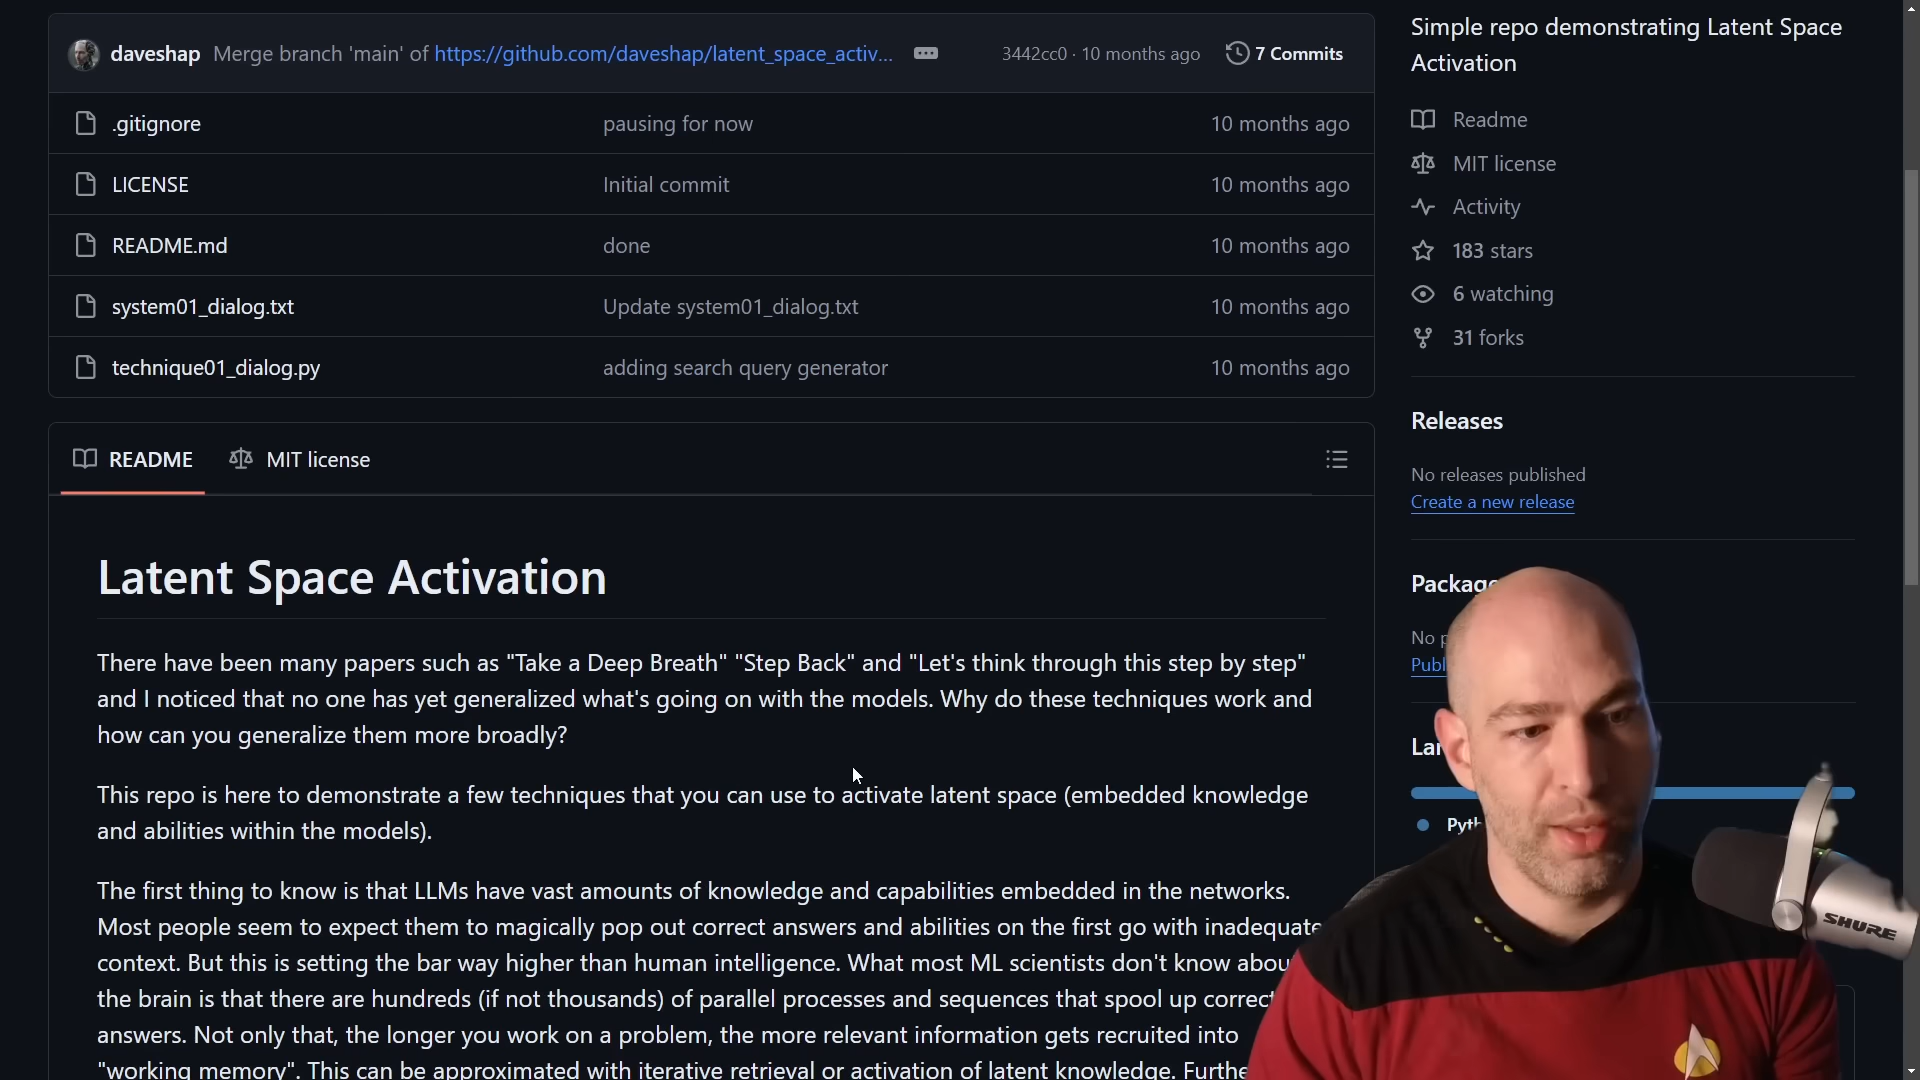 daveshap Merge branch 'main' of https://github.com/daveshap/latent_space_activ... 3442cc0 · 10 months ago 7 Commits
.gitignore pausing for now 10 months ago
LICENSE Initial commit 10 months ago
README.md done 10 months ago
system01_dialog.txt Update system01_dialog.txt 10 months ago
technique01_dialog.py adding search query generator 10 months ago
README MIT license
Latent Space Activation
There have been many papers such as "Take a Deep Breath" "Step Back" and "Let's think through this step by step"
and I noticed that no one has yet generalized what's going on with the models. Why do these techniques work and
how can you generalize them more broadly?
This repo is here to demonstrate a few techniques that you can use to activate latent space (embedded knowledge
and abilities within the models).
The first thing to know is that LLMs have vast amounts of knowledge and capabilities embedded in the networks.
Most people seem to expect them to magically pop out correct answers and abilities on the first go with inadequate
context. But this is setting the bar way higher than human intelligence. What most ML scientists don't know abou
the brain is that there are hundreds (if not thousands) of parallel processes and sequences that spool up correct
answers. Not only that, the longer you work on a problem, the more relevant information gets recruited into
"working memory". This can be approximated with iterative retrieval or activation of latent knowledge. Furthe
Simple repo demonstrating Latent Space
Activation
Readme
MIT license
Activity
183 stars
6 watching
31 forks
Releases
No releases published
Create a new release
Package
No p
Publ
Lan
Pyth
SHURE